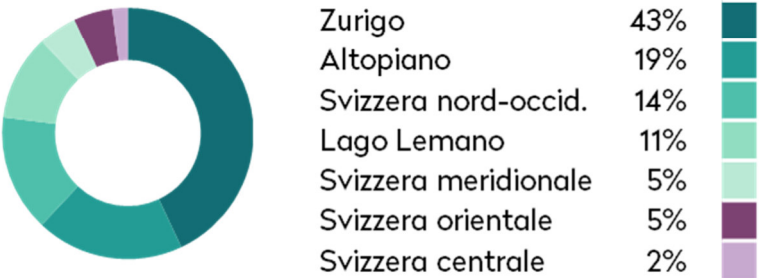 Zurigo 43%
Altopiano 19%
Svizzera nord-occid. 14%
Lago Lemano 11%
Svizzera meridionale 5%
Svizzera orientale 5%
Svizzera centrale 2%